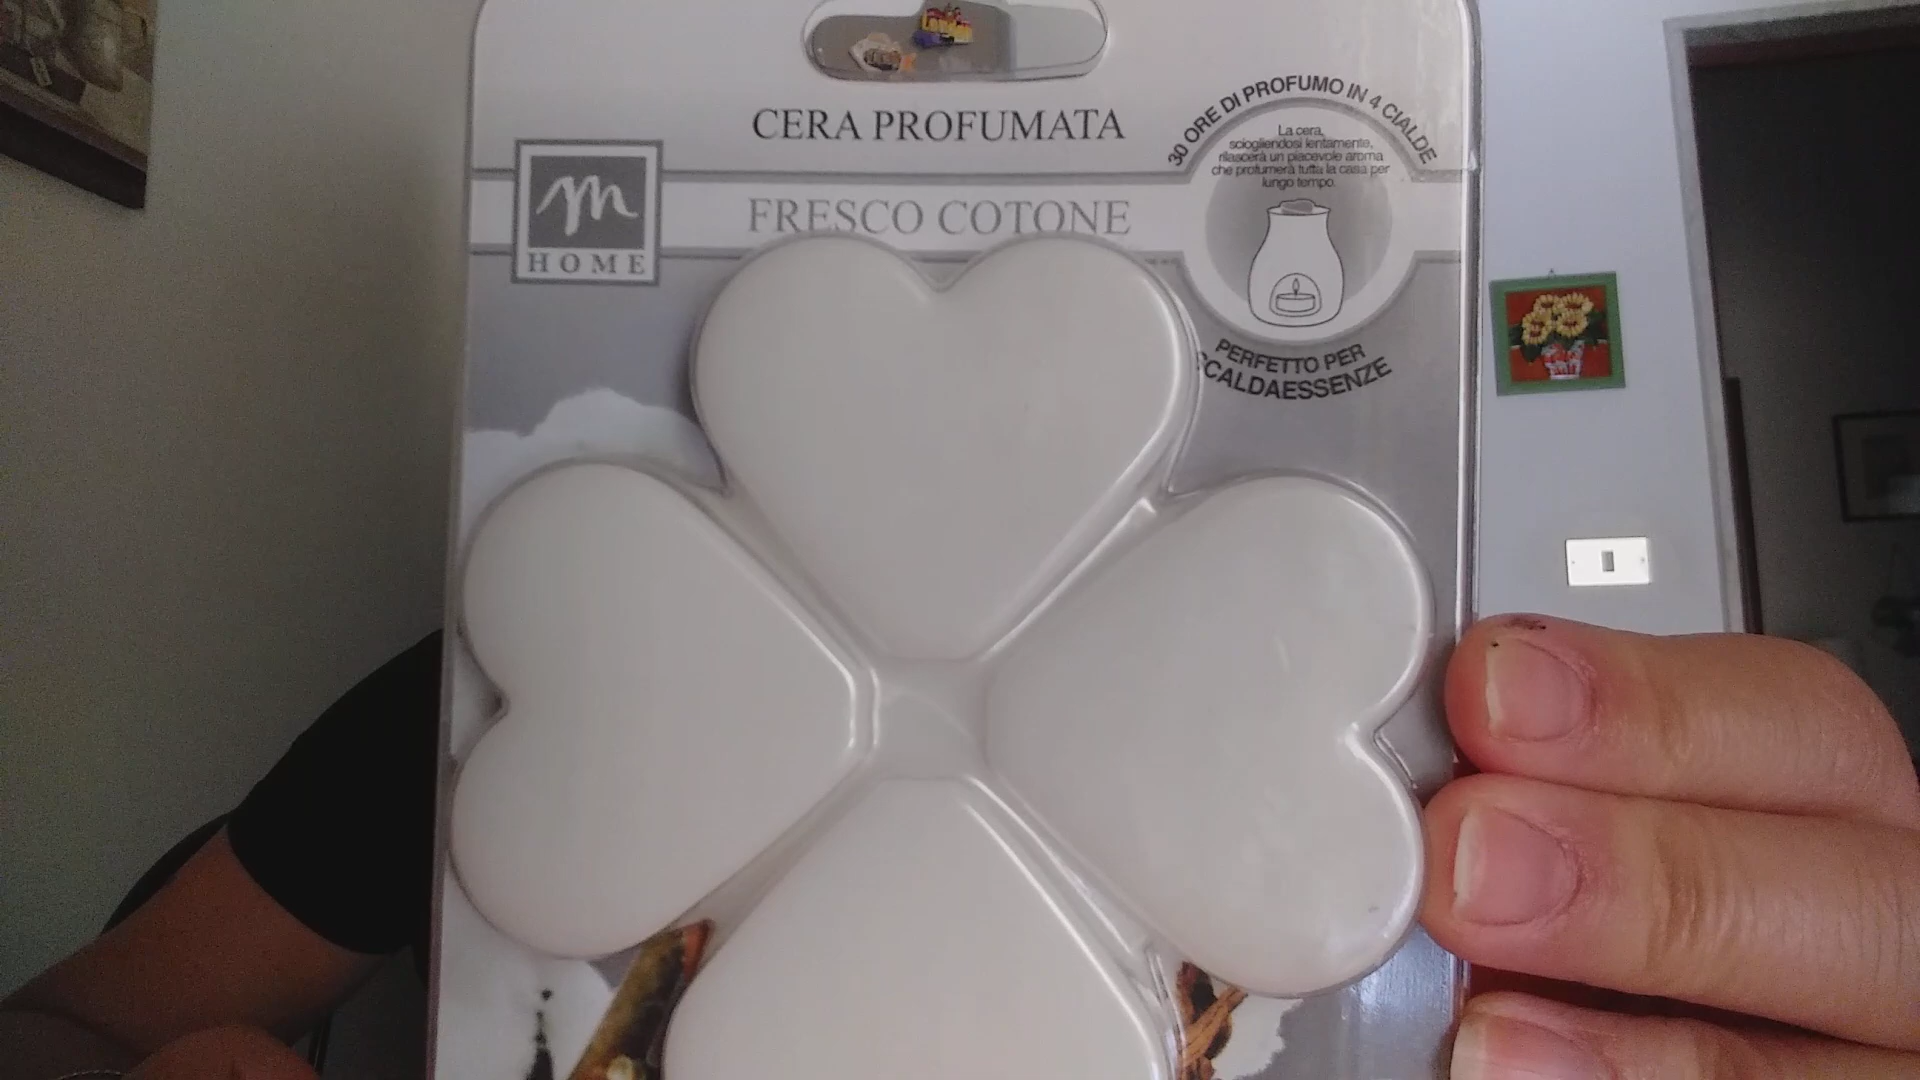 London
CERA PROFUMATA
m
HOME
FRESCO COTONE
30 ORE DI PROFUMO IN 4 CIALDE
La cera,
sciogliendosi lentamente,
rilascerà un piacevole aroma
che profumerà tutta la casa per
lungo tempo.
PERFETTO PER
SCALDAESSENZE